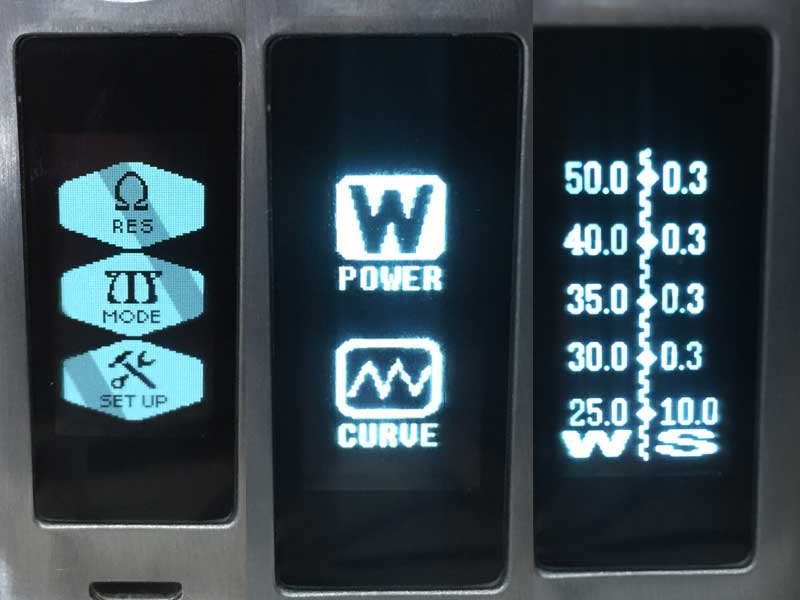 Ω
RES
MODE
SET UP
W
POWER
CURVE
50.0 0.3
40.0 0.3
35.0 0.3
30.0 0.3
25.0 10.0
W S